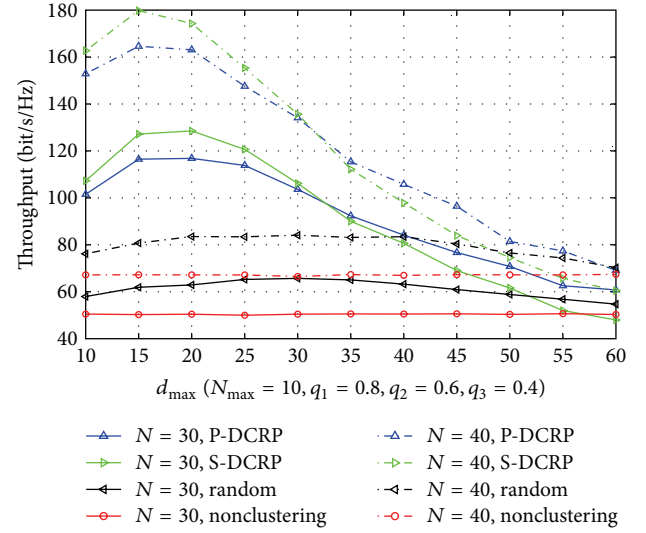 180
160
140
120
100
80
60
40
Throughput (bit/s/Hz)
10 15 20 25 30 35 40 45 50 55 60
d_max (N_max = 10, q_1 = 0.8, q_2 = 0.6, q_3 = 0.4)
N = 30, P-DCRP
N = 30, S-DCRP
N = 30, random
N = 30, nonclustering
N = 40, P-DCRP
N = 40, S-DCRP
N = 40, random
N = 40, nonclustering